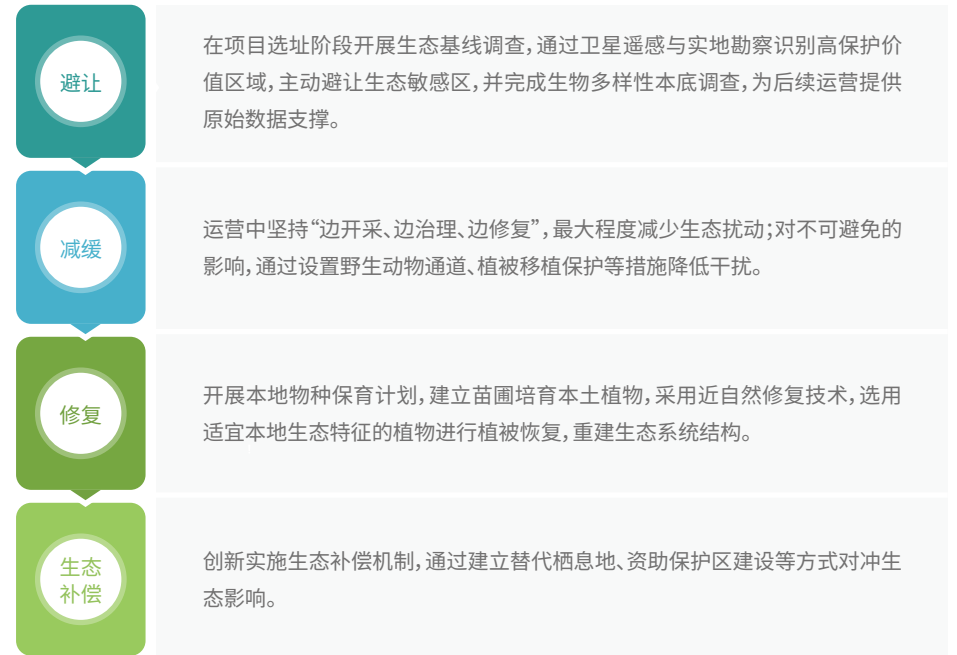 避让
在项目选址阶段开展生态基线调查，通过卫星遥感与实地勘察识别高保护价
值区域，主动避让生态敏感区，并完成生物多样性本底调查，为后续运营提供
原始数据支撑。
减缓
运营中坚持“边开采、边治理、边修复”，最大程度减少生态扰动；对不可避免的
影响，通过设置野生动物通道、植被移植保护等措施降低干扰。
修复
开展本地物种保育计划，建立苗圃培育本土植物，采用近自然修复技术，选用
适宜本地生态特征的植物进行植被恢复，重建生态系统结构。
生态
补偿
创新实施生态补偿机制，通过建立替代栖息地、资助保护区建设等方式对冲生
态影响。